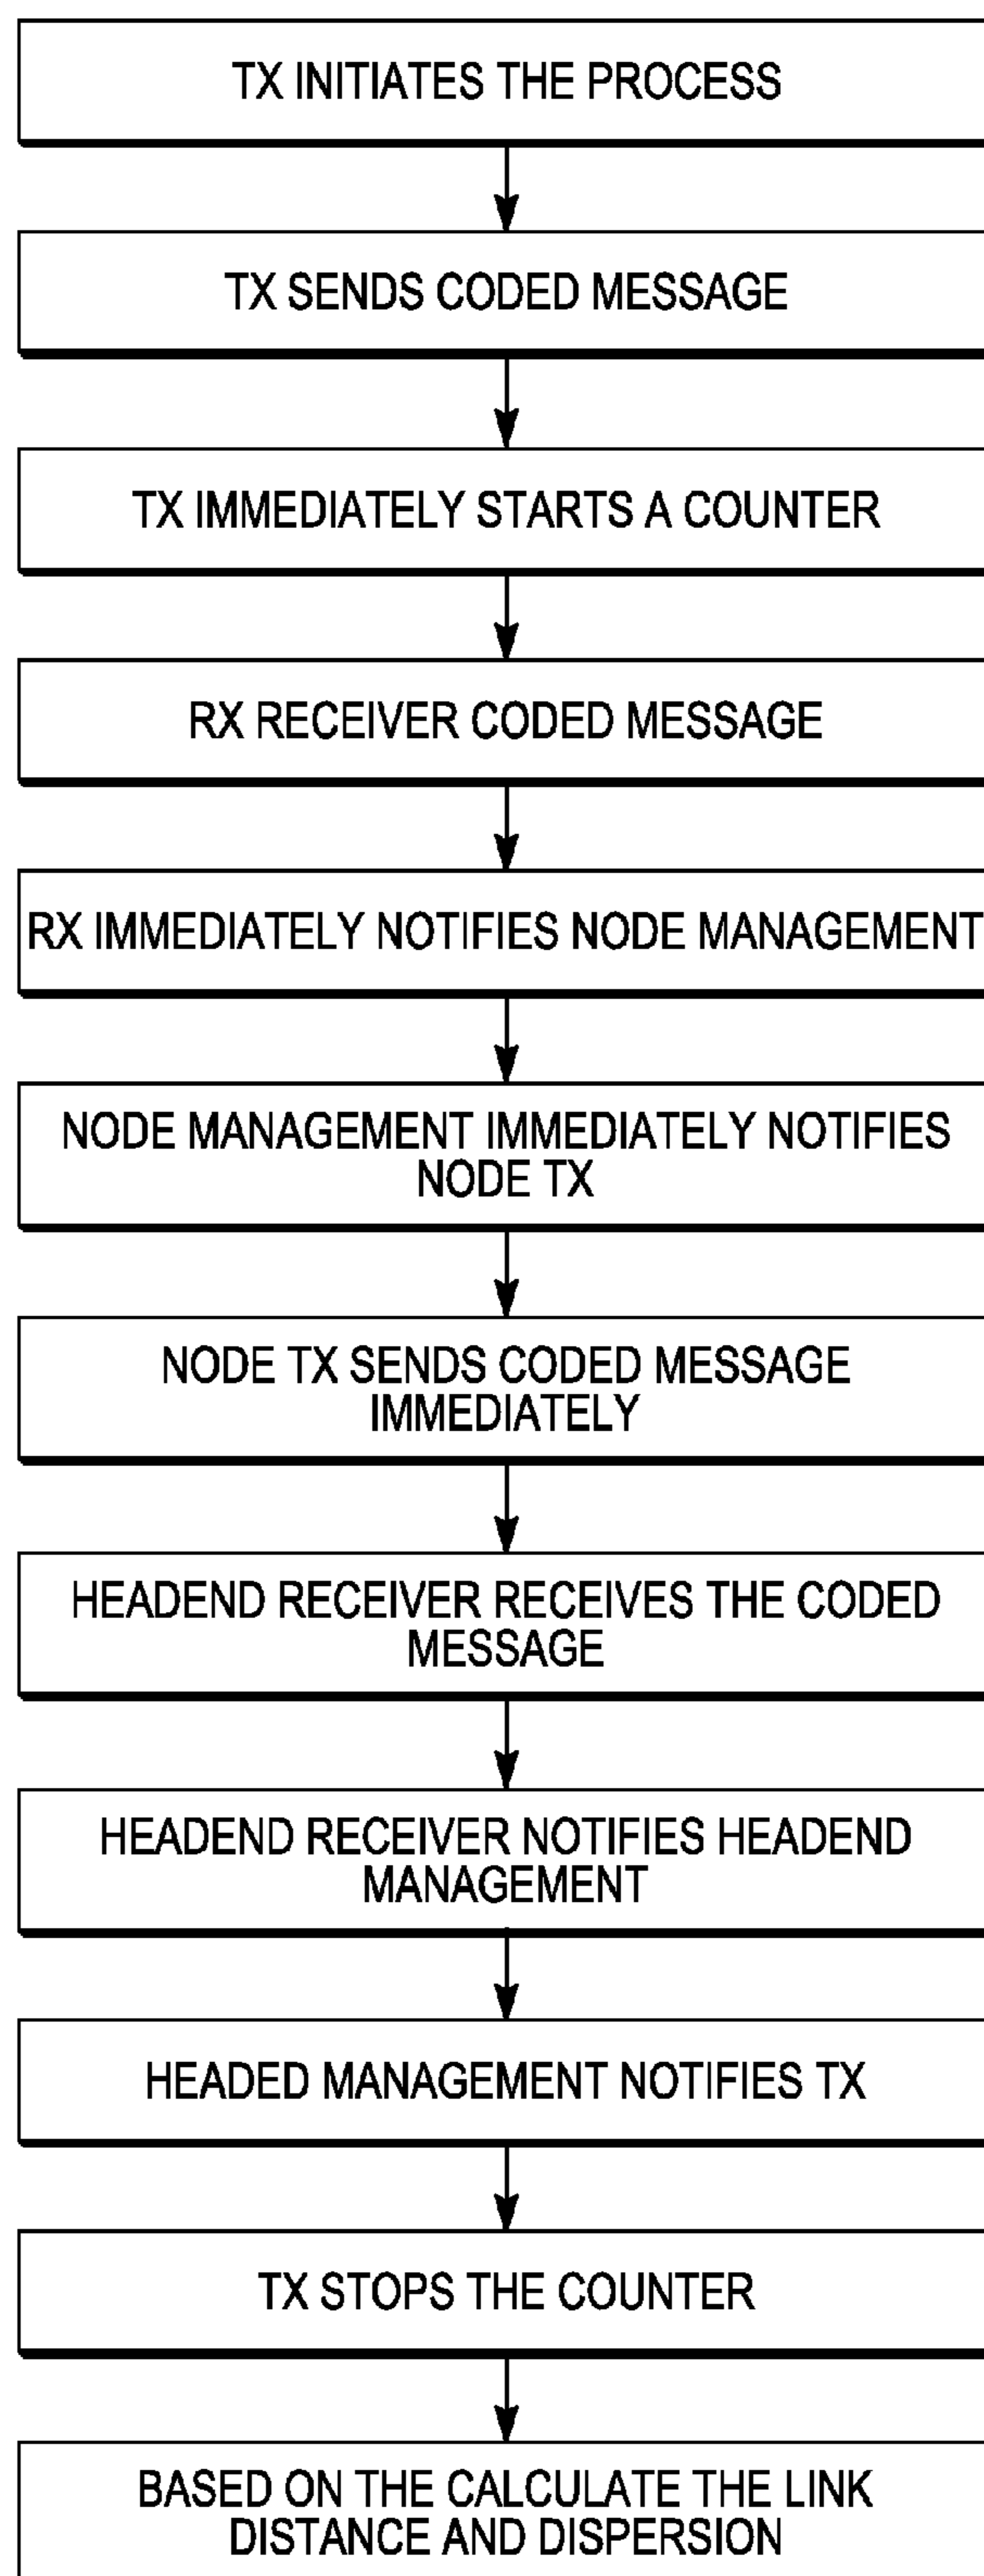 TX INITIATES THE PROCESS
TX SENDS CODED MESSAGE
TX IMMEDIATELY STARTS A COUNTER
RX RECEIVER CODED MESSAGE
RX IMMEDIATELY NOTIFIES NODE MANAGEMENT
NODE MANAGEMENT IMMEDIATELY NOTIFIES
NODE TX
NODE TX SENDS CODED MESSAGE
IMMEDIATELY
HEADEND RECEIVER RECEIVES THE CODED
MESSAGE
HEADEND RECEIVER NOTIFIES HEADEND
MANAGEMENT
HEADED MANAGEMENT NOTIFIES TX
TX STOPS THE COUNTER
BASED ON THE CALCULATE THE LINK
DISTANCE AND DISPERSION